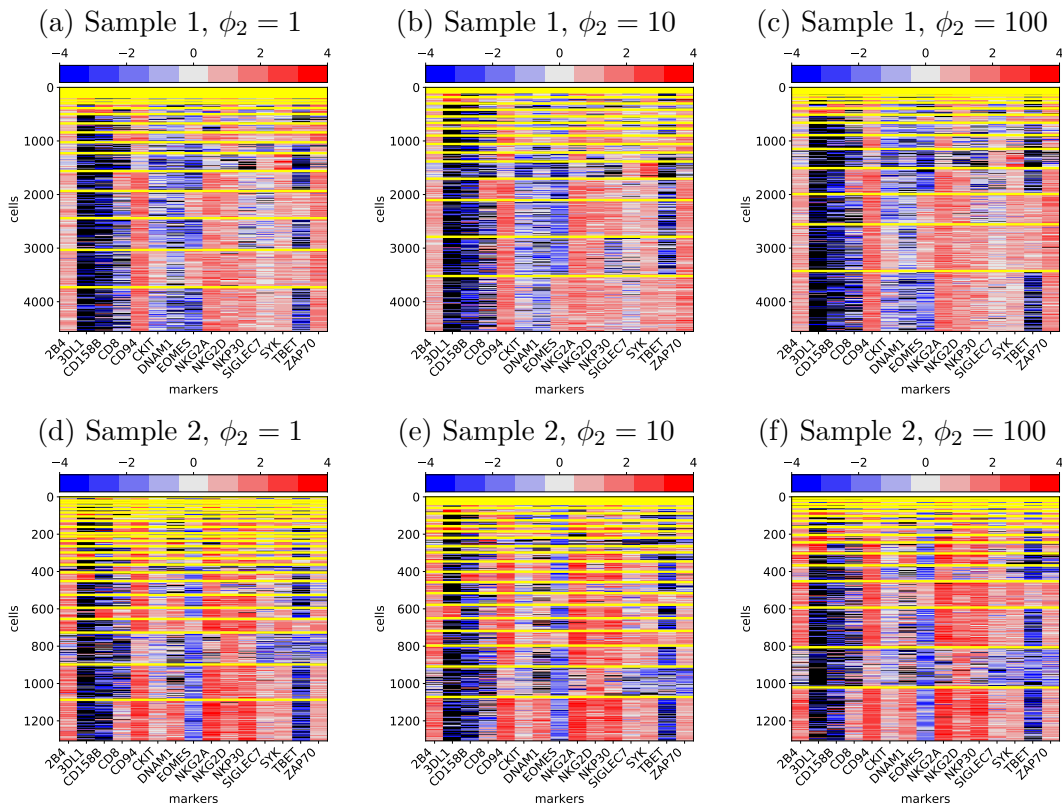 (a) Sample 1, ϕ₂ = 1
(b) Sample 1, ϕ₂ = 10
(c) Sample 1, ϕ₂ = 100
−4 −2 0 2 4
−4 −2 0 2 4
−4 −2 0 2 4
0
1000
2000
3000
4000
cells
0
1000
2000
3000
4000
cells
0
1000
2000
3000
4000
cells
2B4 3DL1 CD158B CD8 CD94 CKIT DNAM1 EOMES NKG2A NKG2D NKP30 SIGLEC7 SYK TBET ZAP70
2B4 3DL1 CD158B CD8 CD94 CKIT DNAM1 EOMES NKG2A NKG2D NKP30 SIGLEC7 SYK TBET ZAP70
2B4 3DL1 CD158B CD8 CD94 CKIT DNAM1 EOMES NKG2A NKG2D NKP30 SIGLEC7 SYK TBET ZAP70
markers
markers
markers
(d) Sample 2, ϕ₂ = 1
(e) Sample 2, ϕ₂ = 10
(f) Sample 2, ϕ₂ = 100
−4 −2 0 2 4
−4 −2 0 2 4
−4 −2 0 2 4
0
200
400
600
800
1000
1200
cells
0
200
400
600
800
1000
1200
cells
0
200
400
600
800
1000
1200
cells
2B4 3DL1 CD158B CD8 CD94 CKIT DNAM1 EOMES NKG2A NKG2D NKP30 SIGLEC7 SYK TBET ZAP70
2B4 3DL1 CD158B CD8 CD94 CKIT DNAM1 EOMES NKG2A NKG2D NKP30 SIGLEC7 SYK TBET ZAP70
2B4 3DL1 CD158B CD8 CD94 CKIT DNAM1 EOMES NKG2A NKG2D NKP30 SIGLEC7 SYK TBET ZAP70
markers
markers
markers